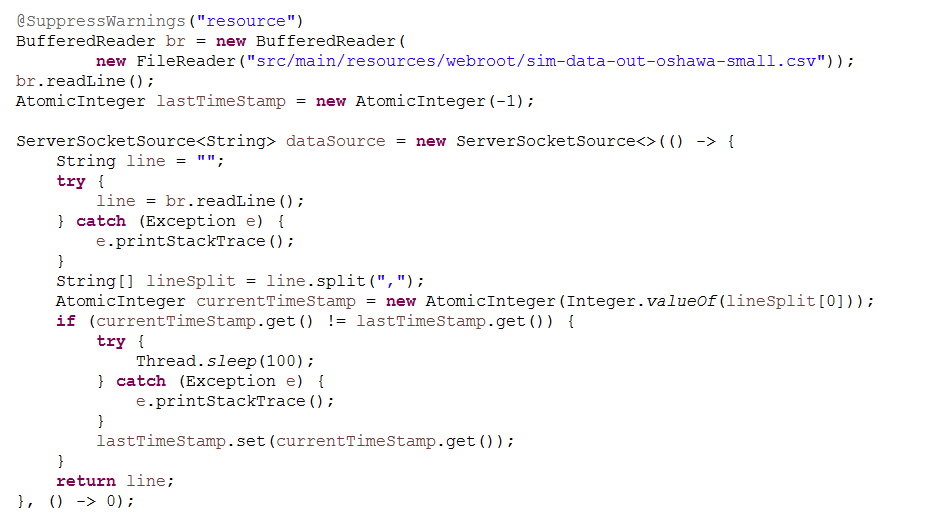 @SuppressWarnings("resource")
BufferedReader br = new BufferedReader(
        new FileReader("src/main/resources/webroot/sim-data-out-oshawa-small.csv"));
br.readLine();
AtomicInteger lastTimeStamp = new AtomicInteger(-1);

ServerSocketSource<String> dataSource = new ServerSocketSource<>(() -> {
    String line = "";
    try {
        line = br.readLine();
    } catch (Exception e) {
        e.printStackTrace();
    }
    String[] lineSplit = line.split(",");
    AtomicInteger currentTimeStamp = new AtomicInteger(Integer.valueOf(lineSplit[0]));
    if (currentTimeStamp.get() != lastTimeStamp.get()) {
        try {
            Thread.sleep(100);
        } catch (Exception e) {
            e.printStackTrace();
        }
        lastTimeStamp.set(currentTimeStamp.get());
    }
    return line;
}, () -> 0);